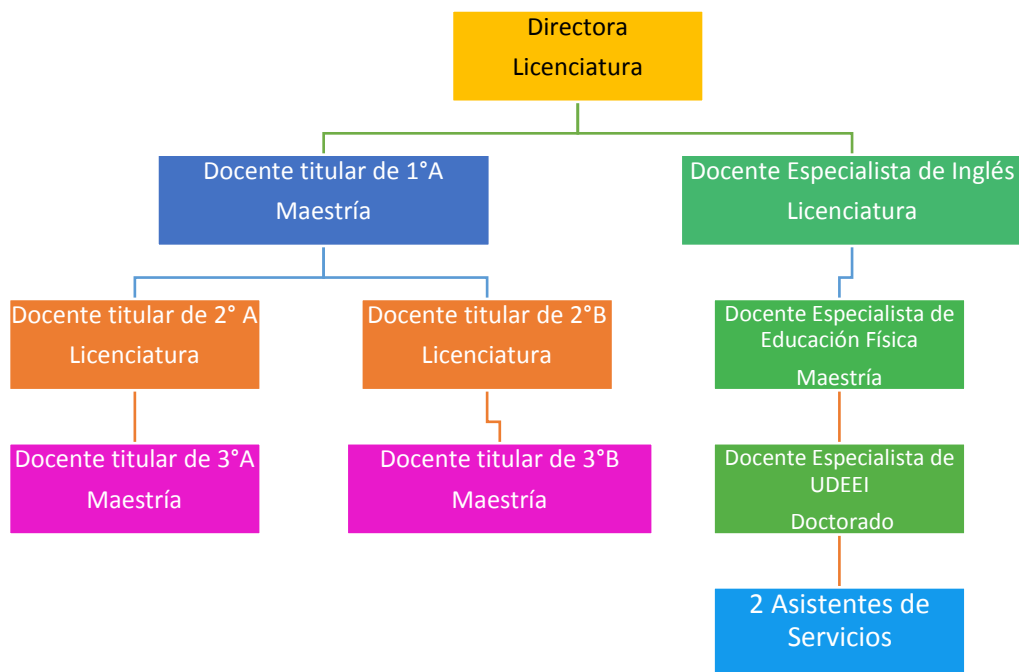 Directora
Licenciatura
Docente titular de 1°A
Maestría
Docente Especialista de Inglés
Licenciatura
Docente titular de 2° A
Licenciatura
Docente titular de 2°B
Licenciatura
Docente Especialista de
Educación Física
Maestría
Docente titular de 3°A
Maestría
Docente titular de 3°B
Maestría
Docente Especialista de
UDEEI
Doctorado
2 Asistentes de
Servicios